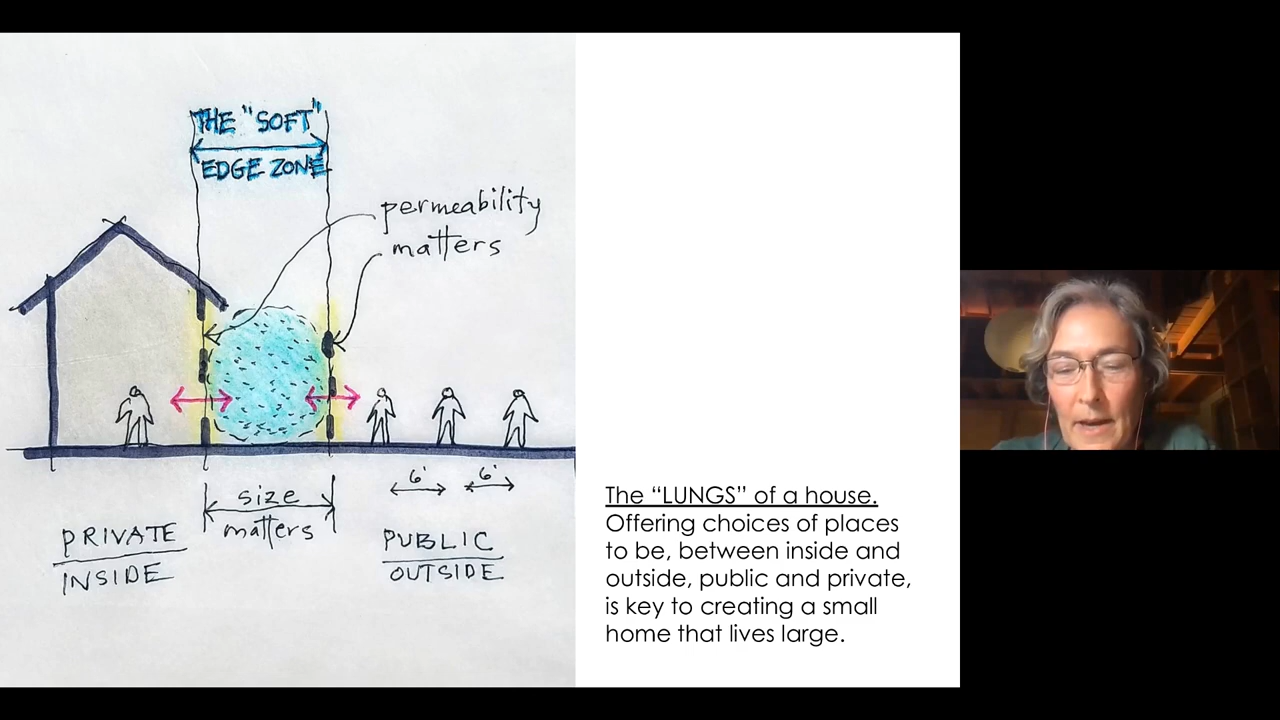 THE "SOFT"
EDGE ZONE
permeability
matters
6' 6'
size
matters
PRIVATE
INSIDE
PUBLIC
OUTSIDE
The “LUNGS” of a house.
Offering choices of places
to be, between inside and
outside, public and private,
is key to creating a small
home that lives large.